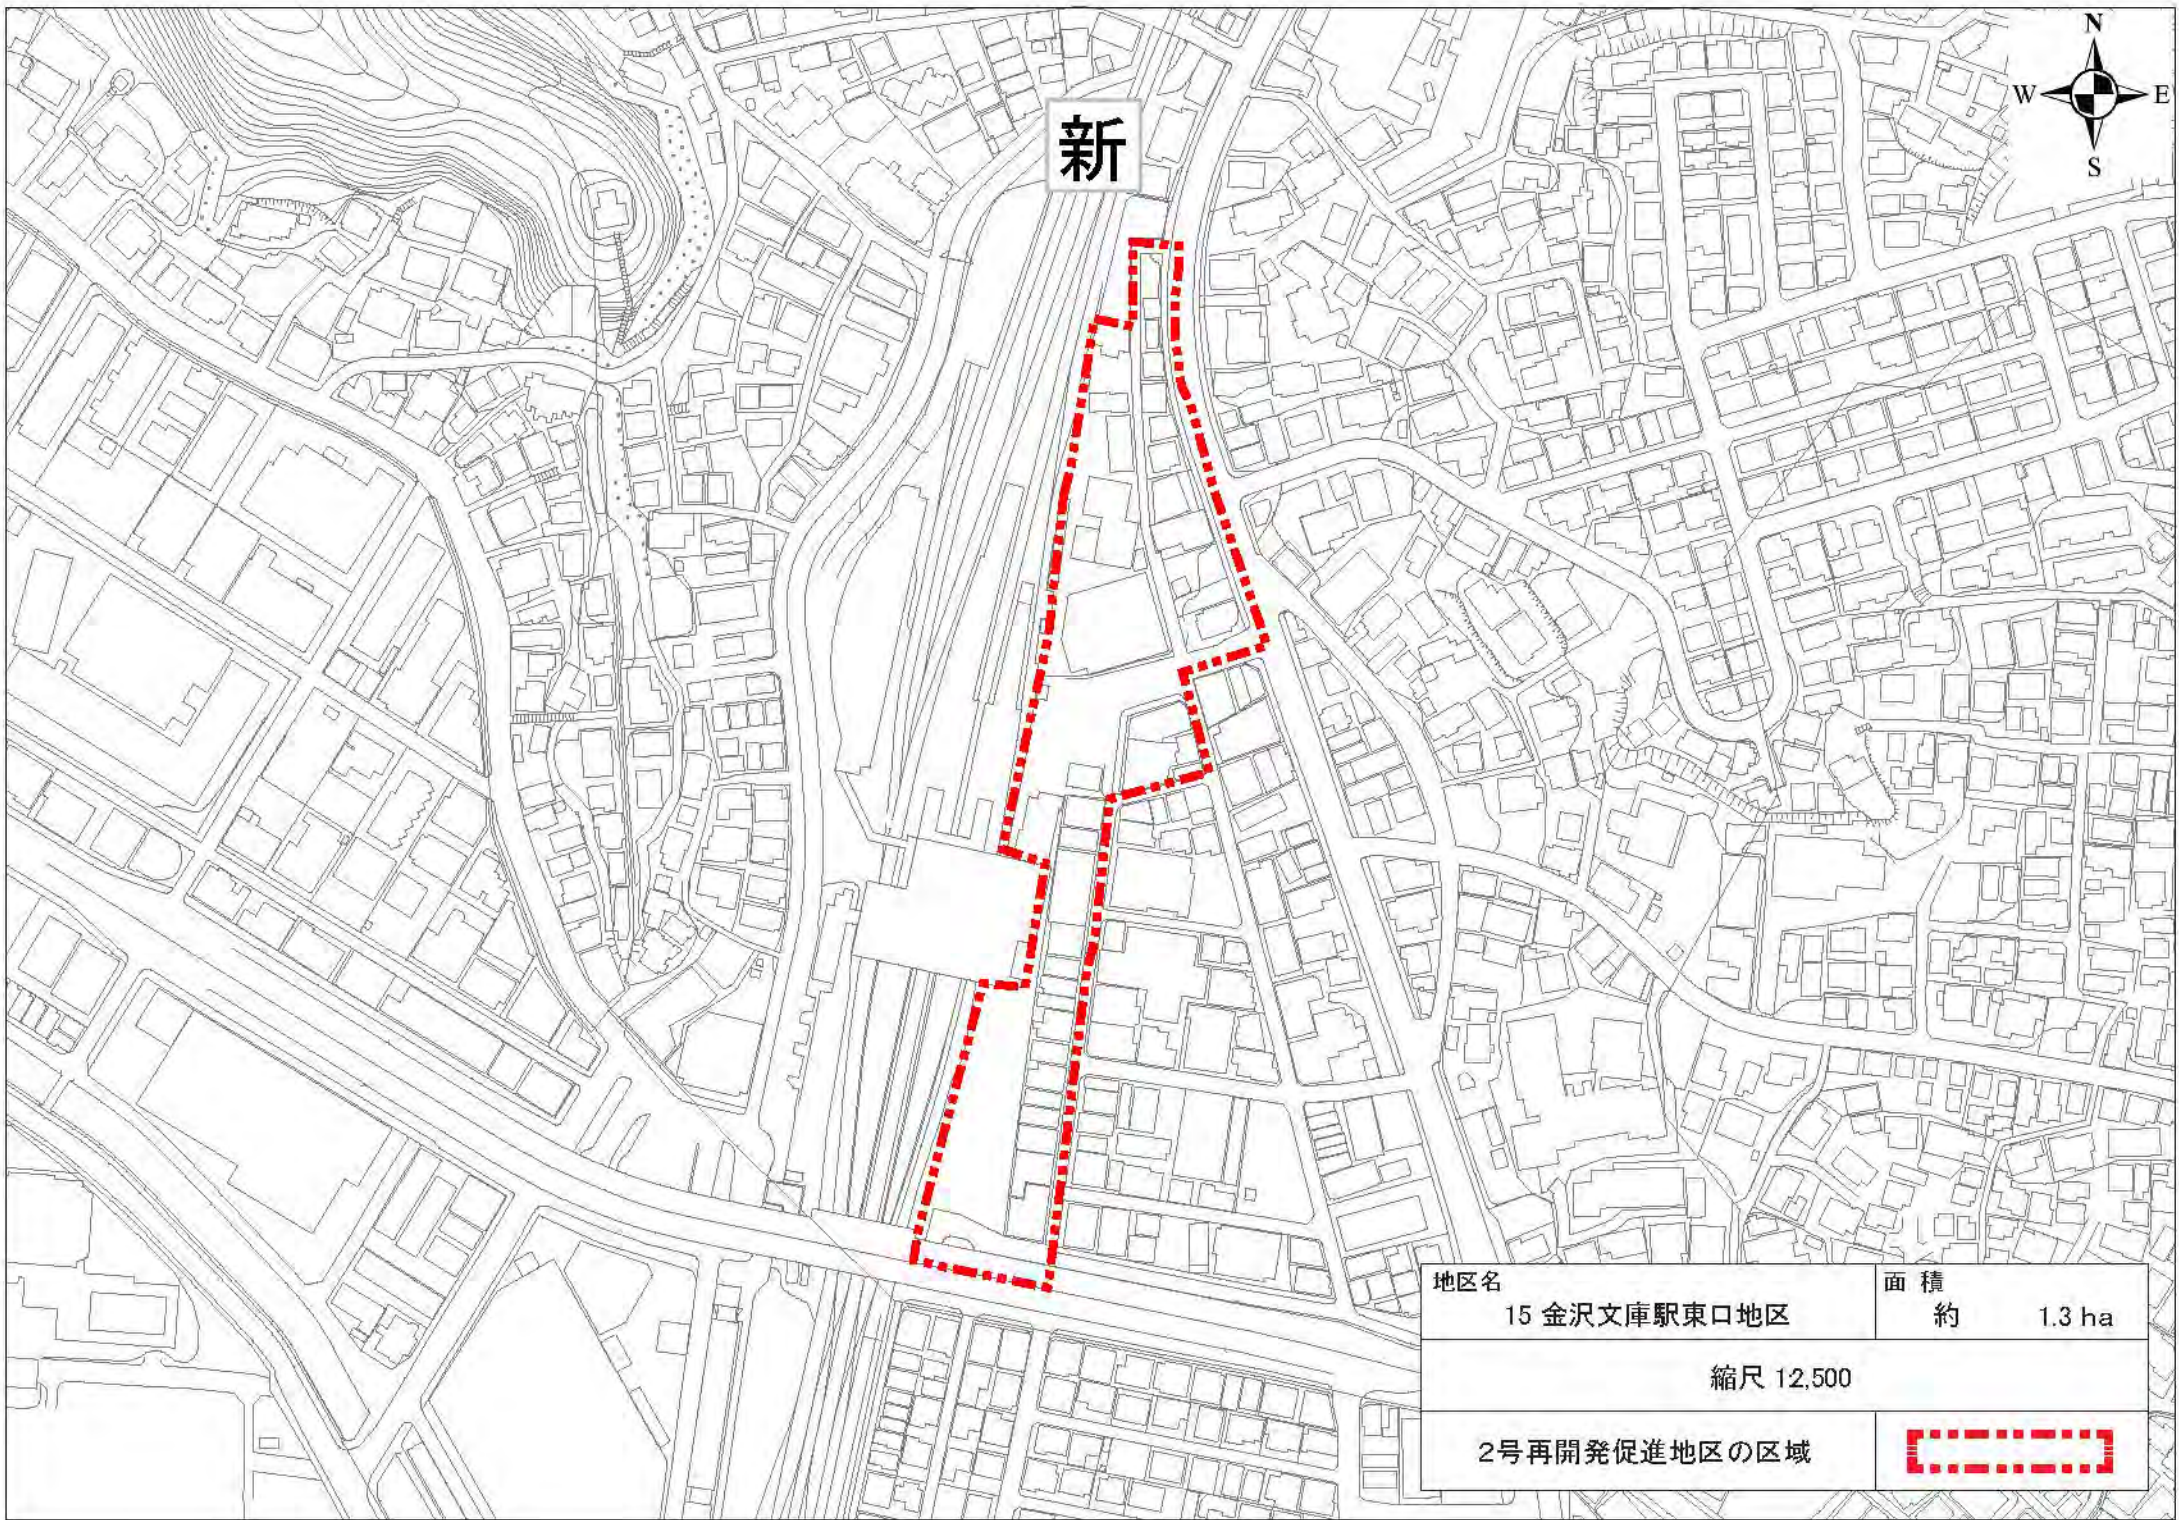 新
N
W E
S
地区名
15 金沢文庫駅東口地区
面 積
約 1.3 ha
縮尺 12,500
2号再開発促進地区の区域